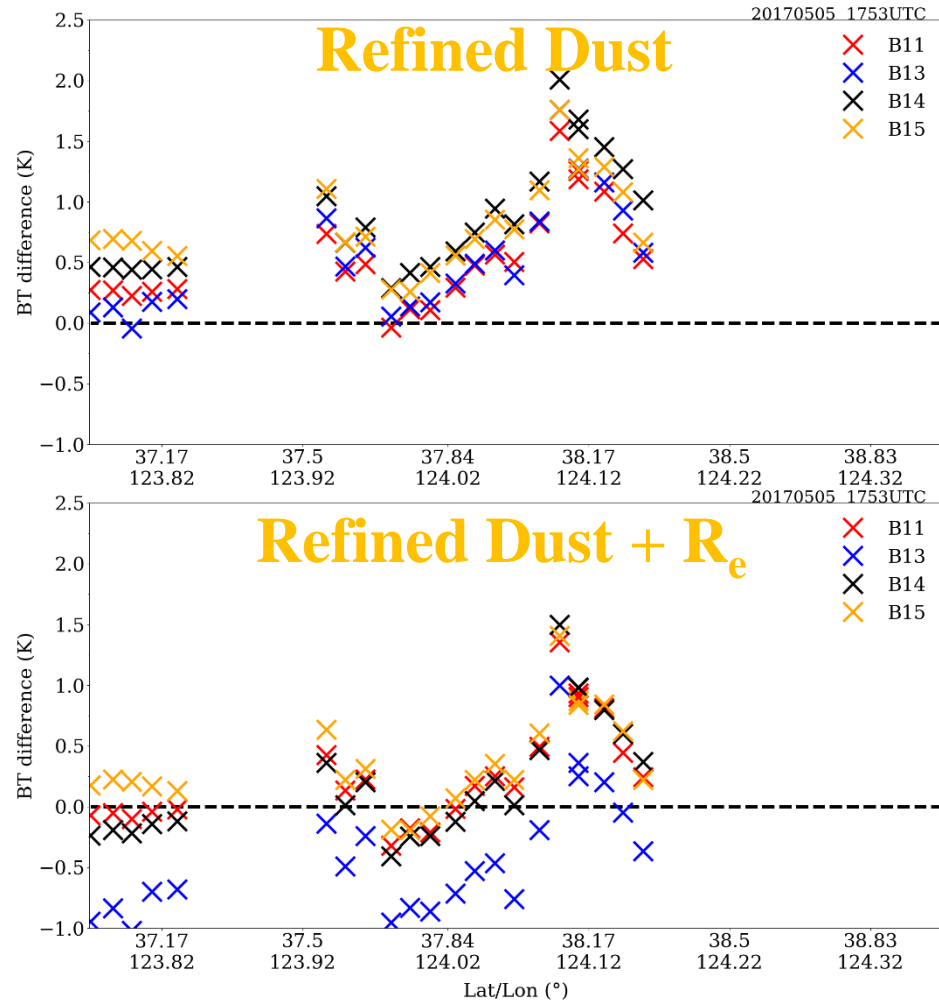 20170505 1753UTC
Refined Dust
B11
B13
B14
B15
BT difference (K)
2.5
2.0
1.5
1.0
0.5
0.0
−0.5
−1.0
37.17 37.5 37.84 38.17 38.5 38.83
123.82 123.92 124.02 124.12 124.22 124.32
20170505 1753UTC
Refined Dust + Re
B11
B13
B14
B15
BT difference (K)
2.5
2.0
1.5
1.0
0.5
0.0
−0.5
−1.0
37.17 37.5 37.84 38.17 38.5 38.83
123.82 123.92 124.02 124.12 124.22 124.32
Lat/Lon (°)